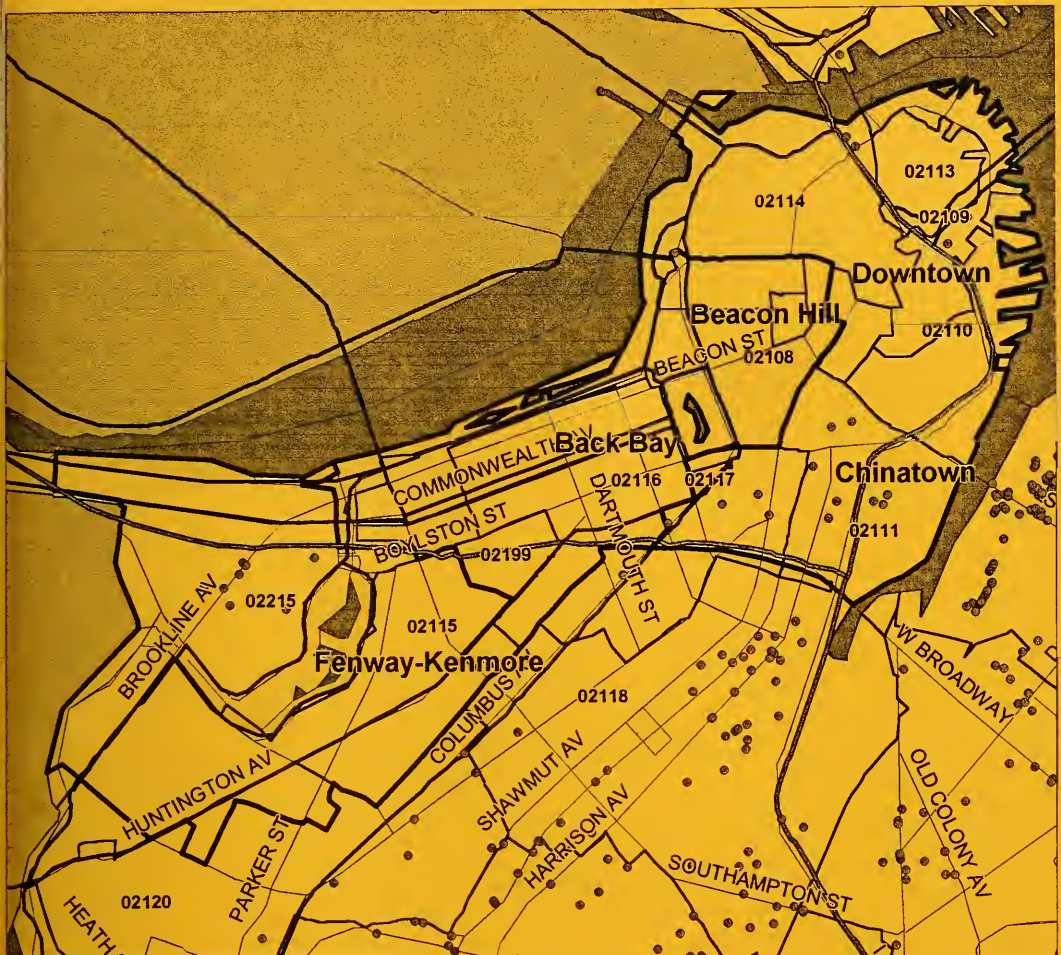 02113
02114
02109
Downtown
Beacon Hill
02110
BEACON ST
02108
COMMONWEALTH AV
Back Bay
Chinatown
02116
02117
DARTMOUTH ST
BOYLSTON ST
02111
02199
02215
BROOKLINE AV
02115
Fenway-Kenmore
W BROADWAY
COLUMBUS A
02118
HUNTINGTON AV
SHAWMUT AV
OLD COLONY AV
HARRISON AV
PARKER ST
SOUTHAMPTON ST
02120
HEATH